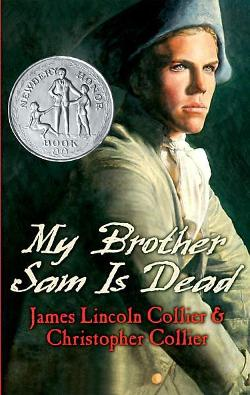 NEWBERY HONOR
BOOK
My Brother
Sam Is Dead
James Lincoln Collier &
Christopher Collier